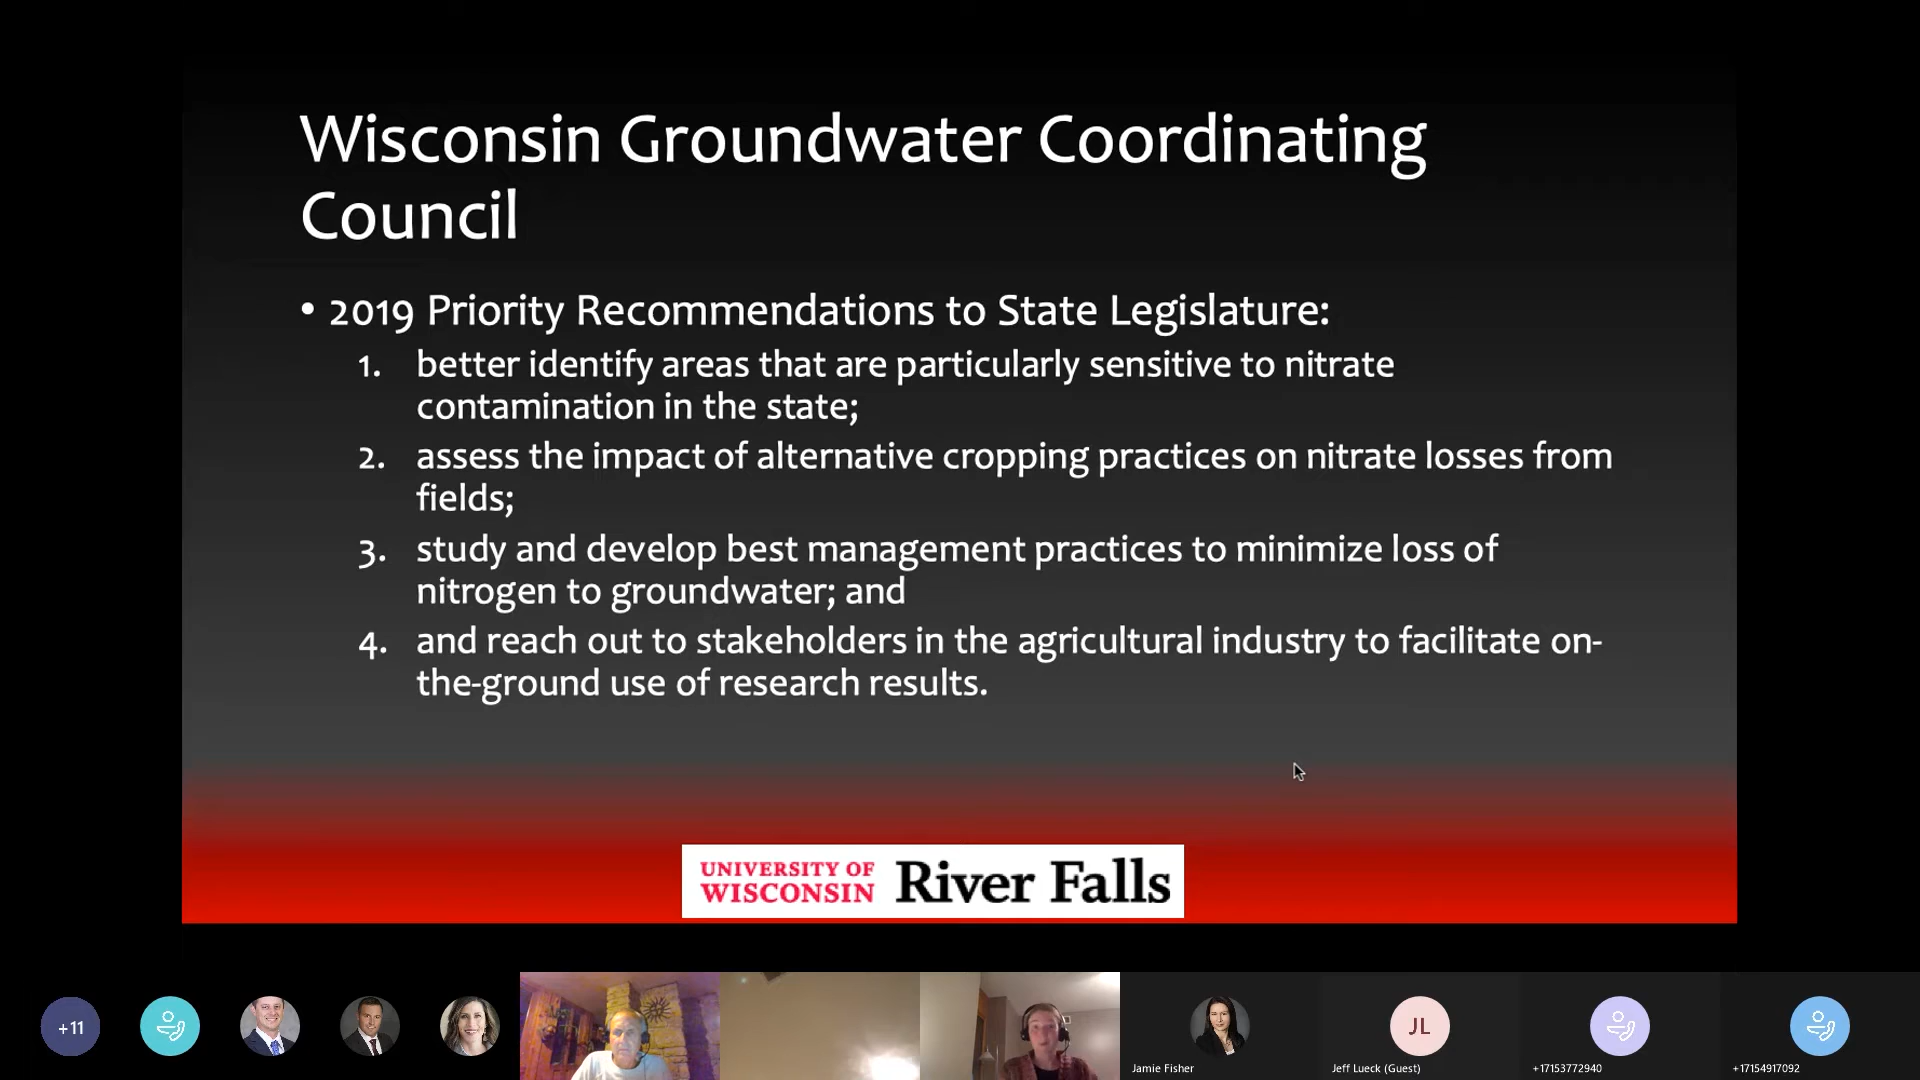 Wisconsin Groundwater Coordinating
Council
• 2019 Priority Recommendations to State Legislature:
1. better identify areas that are particularly sensitive to nitrate
contamination in the state;
2. assess the impact of alternative cropping practices on nitrate losses from
fields;
3. study and develop best management practices to minimize loss of
nitrogen to groundwater; and
4. and reach out to stakeholders in the agricultural industry to facilitate on-
the-ground use of research results.
UNIVERSITY OF
WISCONSIN
River Falls
+11
JL
Jamie Fisher
Jeff Lueck (Guest)
+17153772940
+17154917092